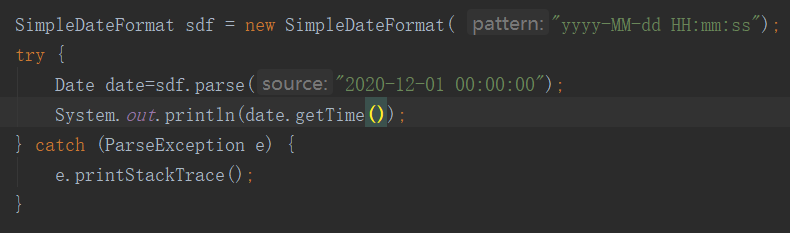 SimpleDateFormat sdf = new SimpleDateFormat( pattern: "yyyy-MM-dd HH:mm:ss");
try {
    Date date=sdf.parse( source: "2020-12-01 00:00:00");
    System.out.println(date.getTime());
} catch (ParseException e) {
    e.printStackTrace();
}